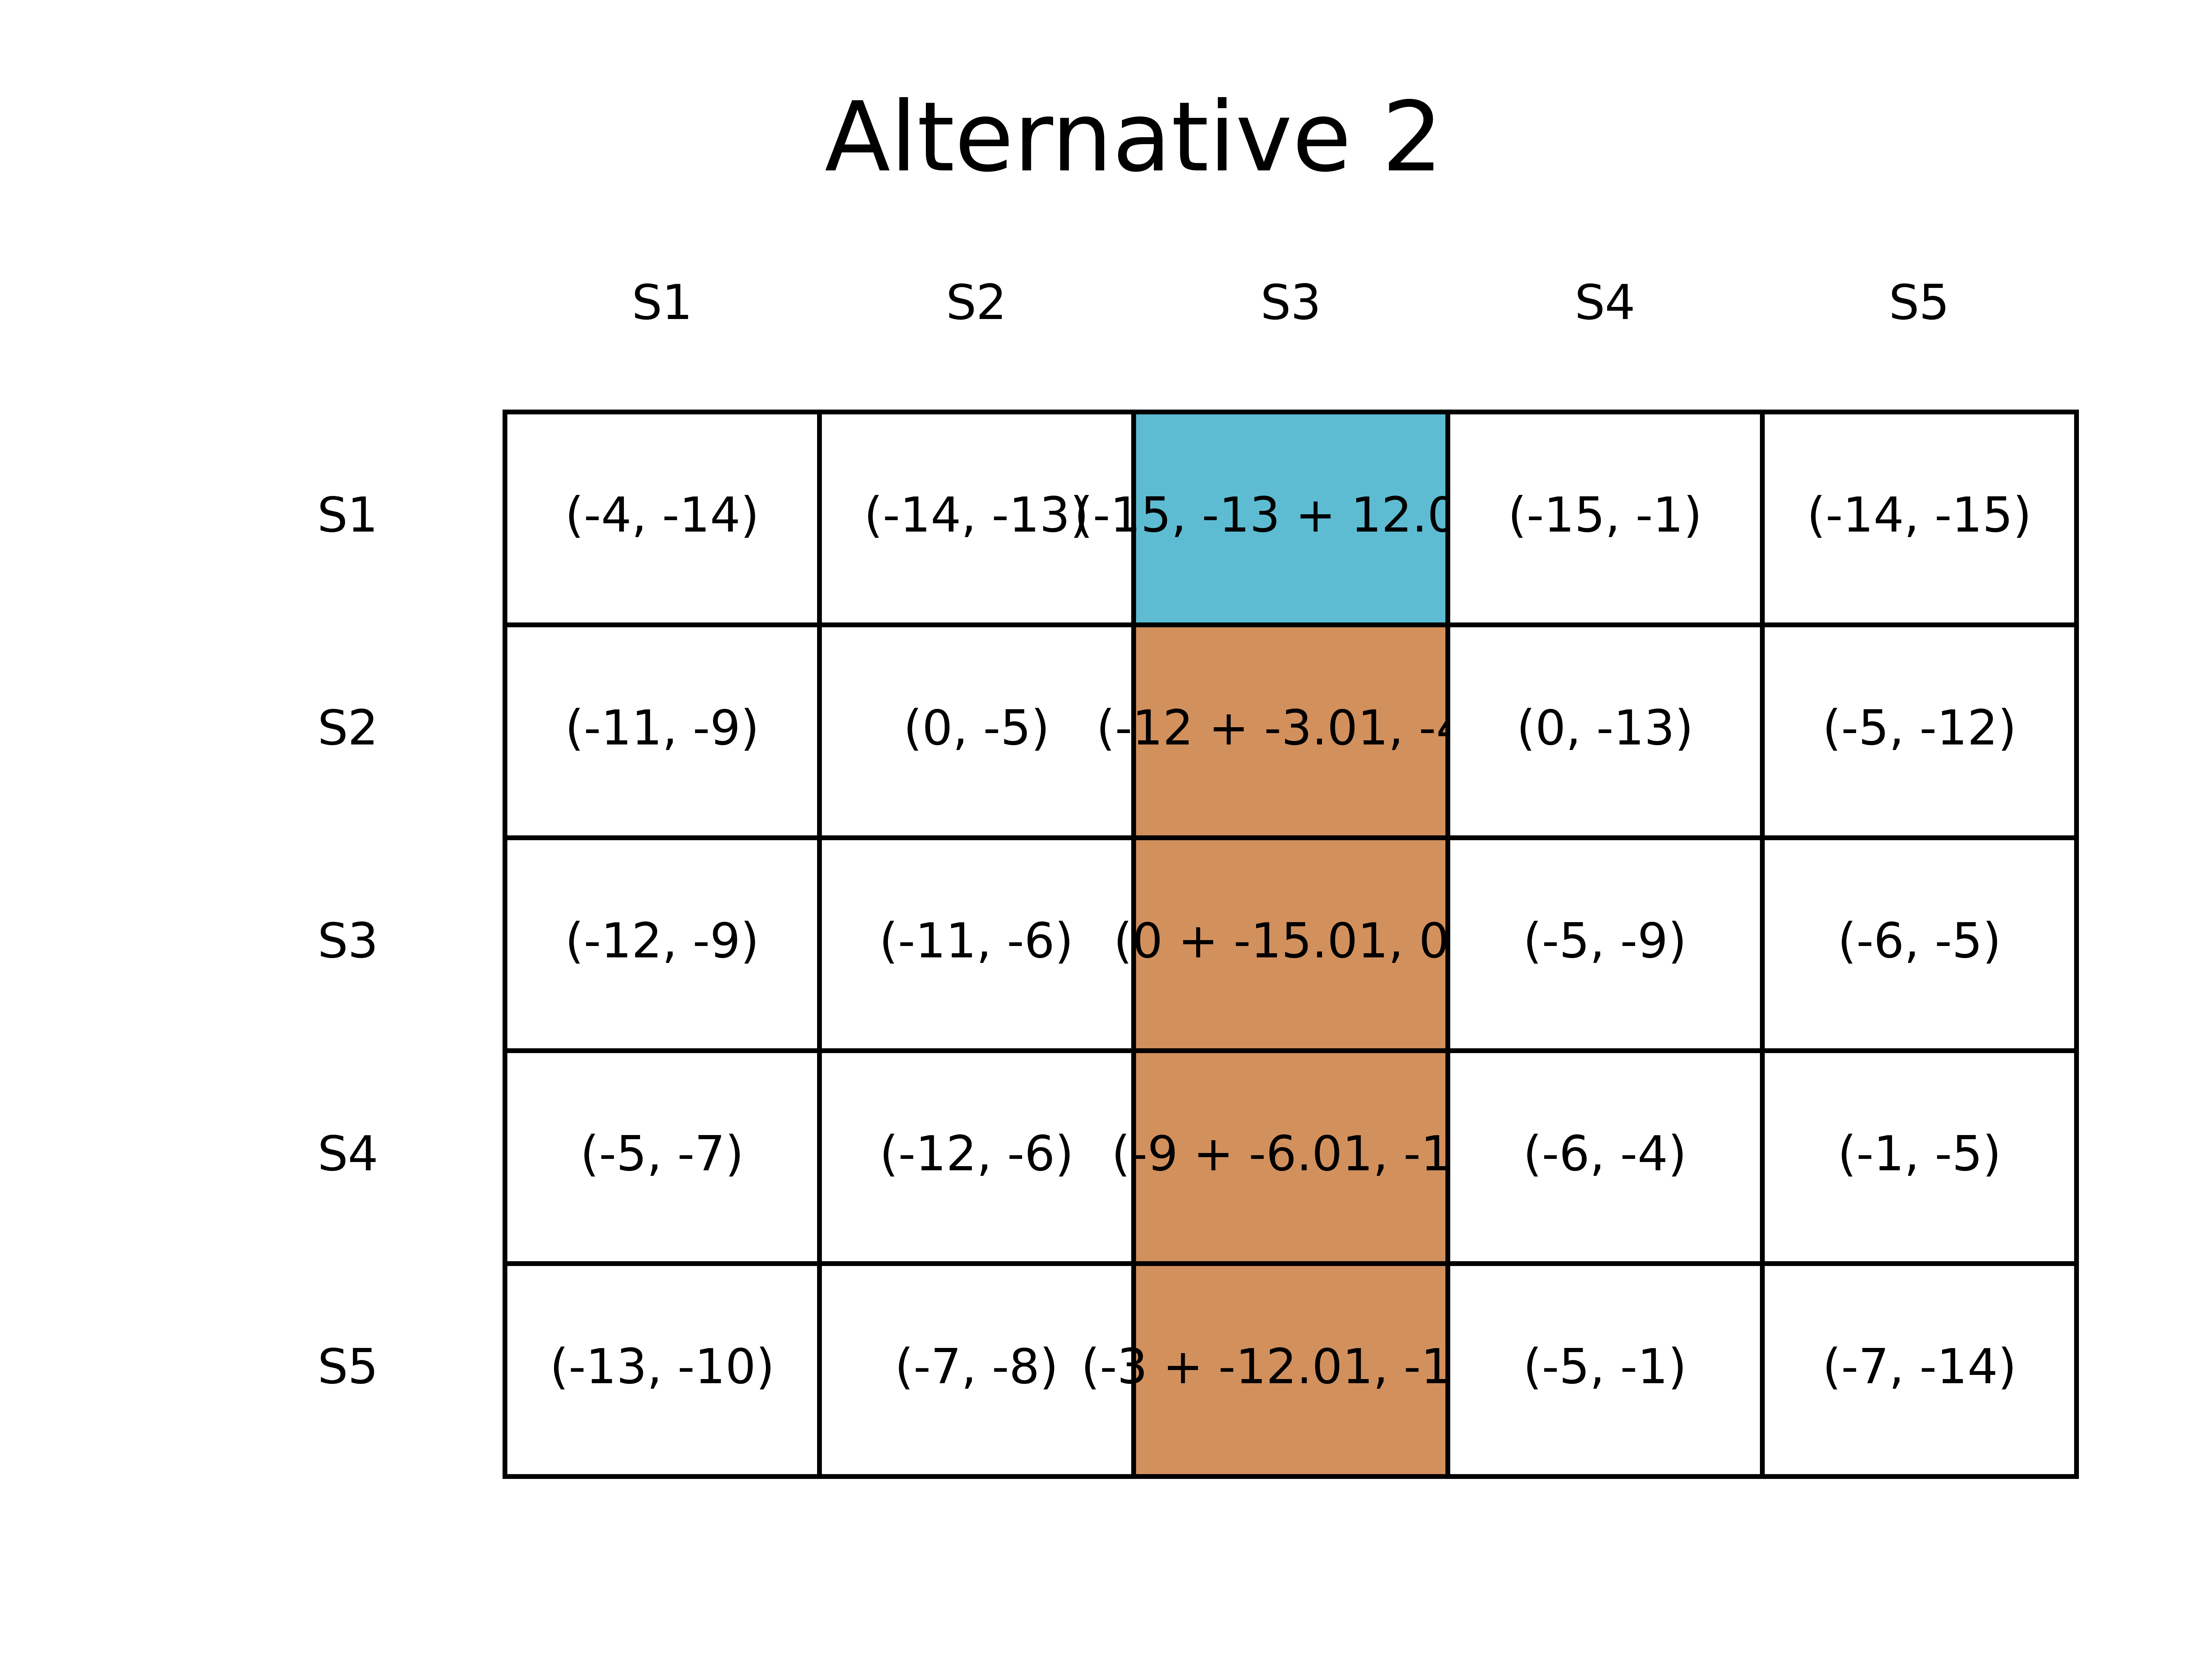 Alternative 2
S1 S2 S3 S4 S5
S1 (-4, -14) (-14, -13) (-15, -13 + 12.0 (-15, -1) (-14, -15)
S2 (-11, -9) (0, -5) (-12 + -3.01, -4 (0, -13) (-5, -12)
S3 (-12, -9) (-11, -6) (0 + -15.01, 0 (-5, -9) (-6, -5)
S4 (-5, -7) (-12, -6) (-9 + -6.01, -1 (-6, -4) (-1, -5)
S5 (-13, -10) (-7, -8) (-3 + -12.01, -1 (-5, -1) (-7, -14)